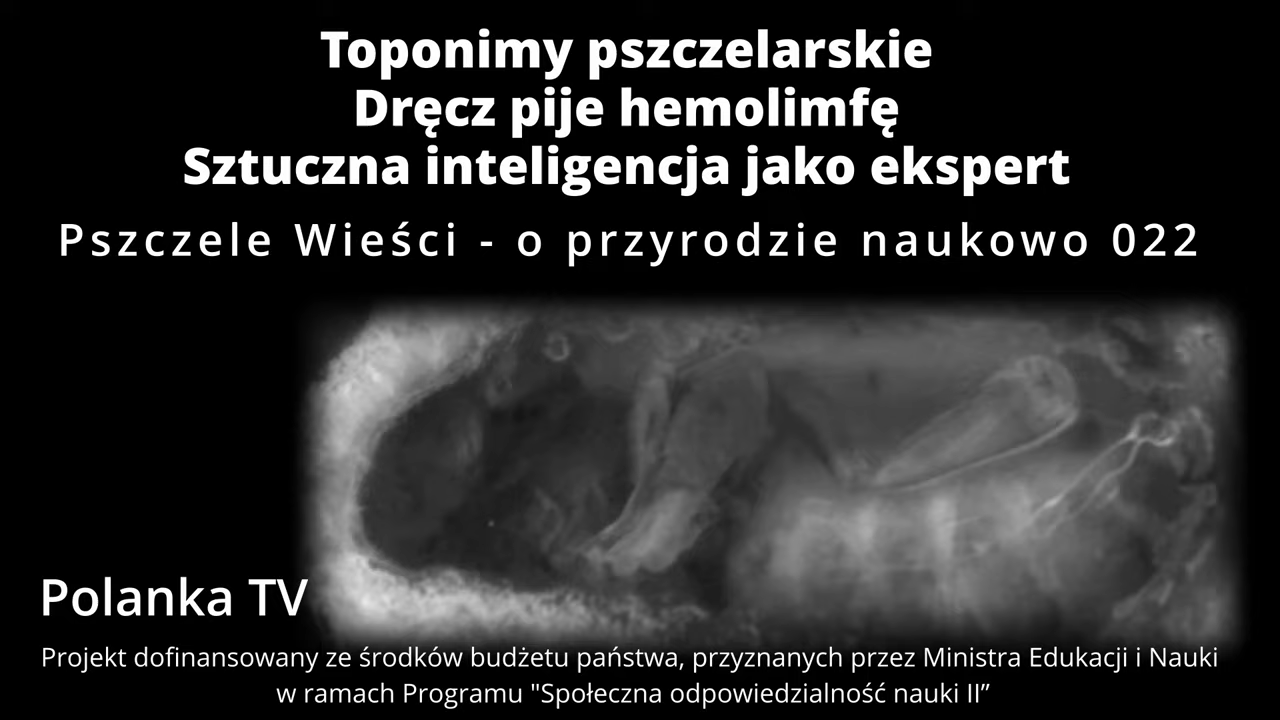 Toponimy pszczelarskie
Dręcz pije hemolimfę
Sztuczna inteligencja jako ekspert
Pszczele Wieści - o przyrodzie naukowo 022
Polanka TV
Projekt dofinansowany ze środków budżetu państwa, przyznanych przez Ministra Edukacji i Nauki
w ramach Programu "Społeczna odpowiedzialność nauki II”